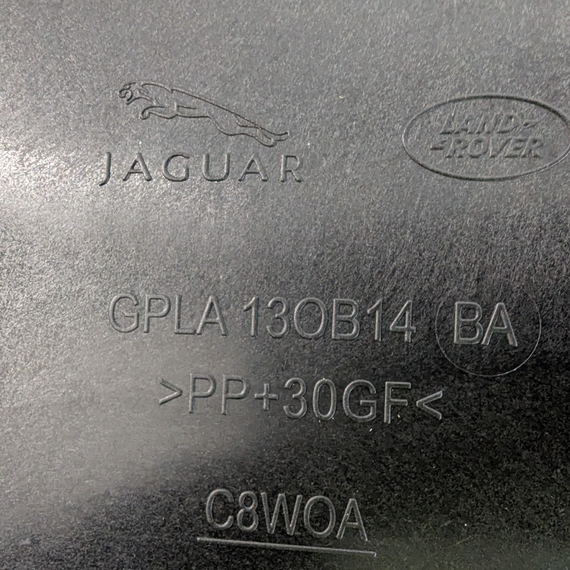 JAGUAR
LAND-
-ROVER
GPLA 13OB14 BA
>PP+30GF<
C8WOA